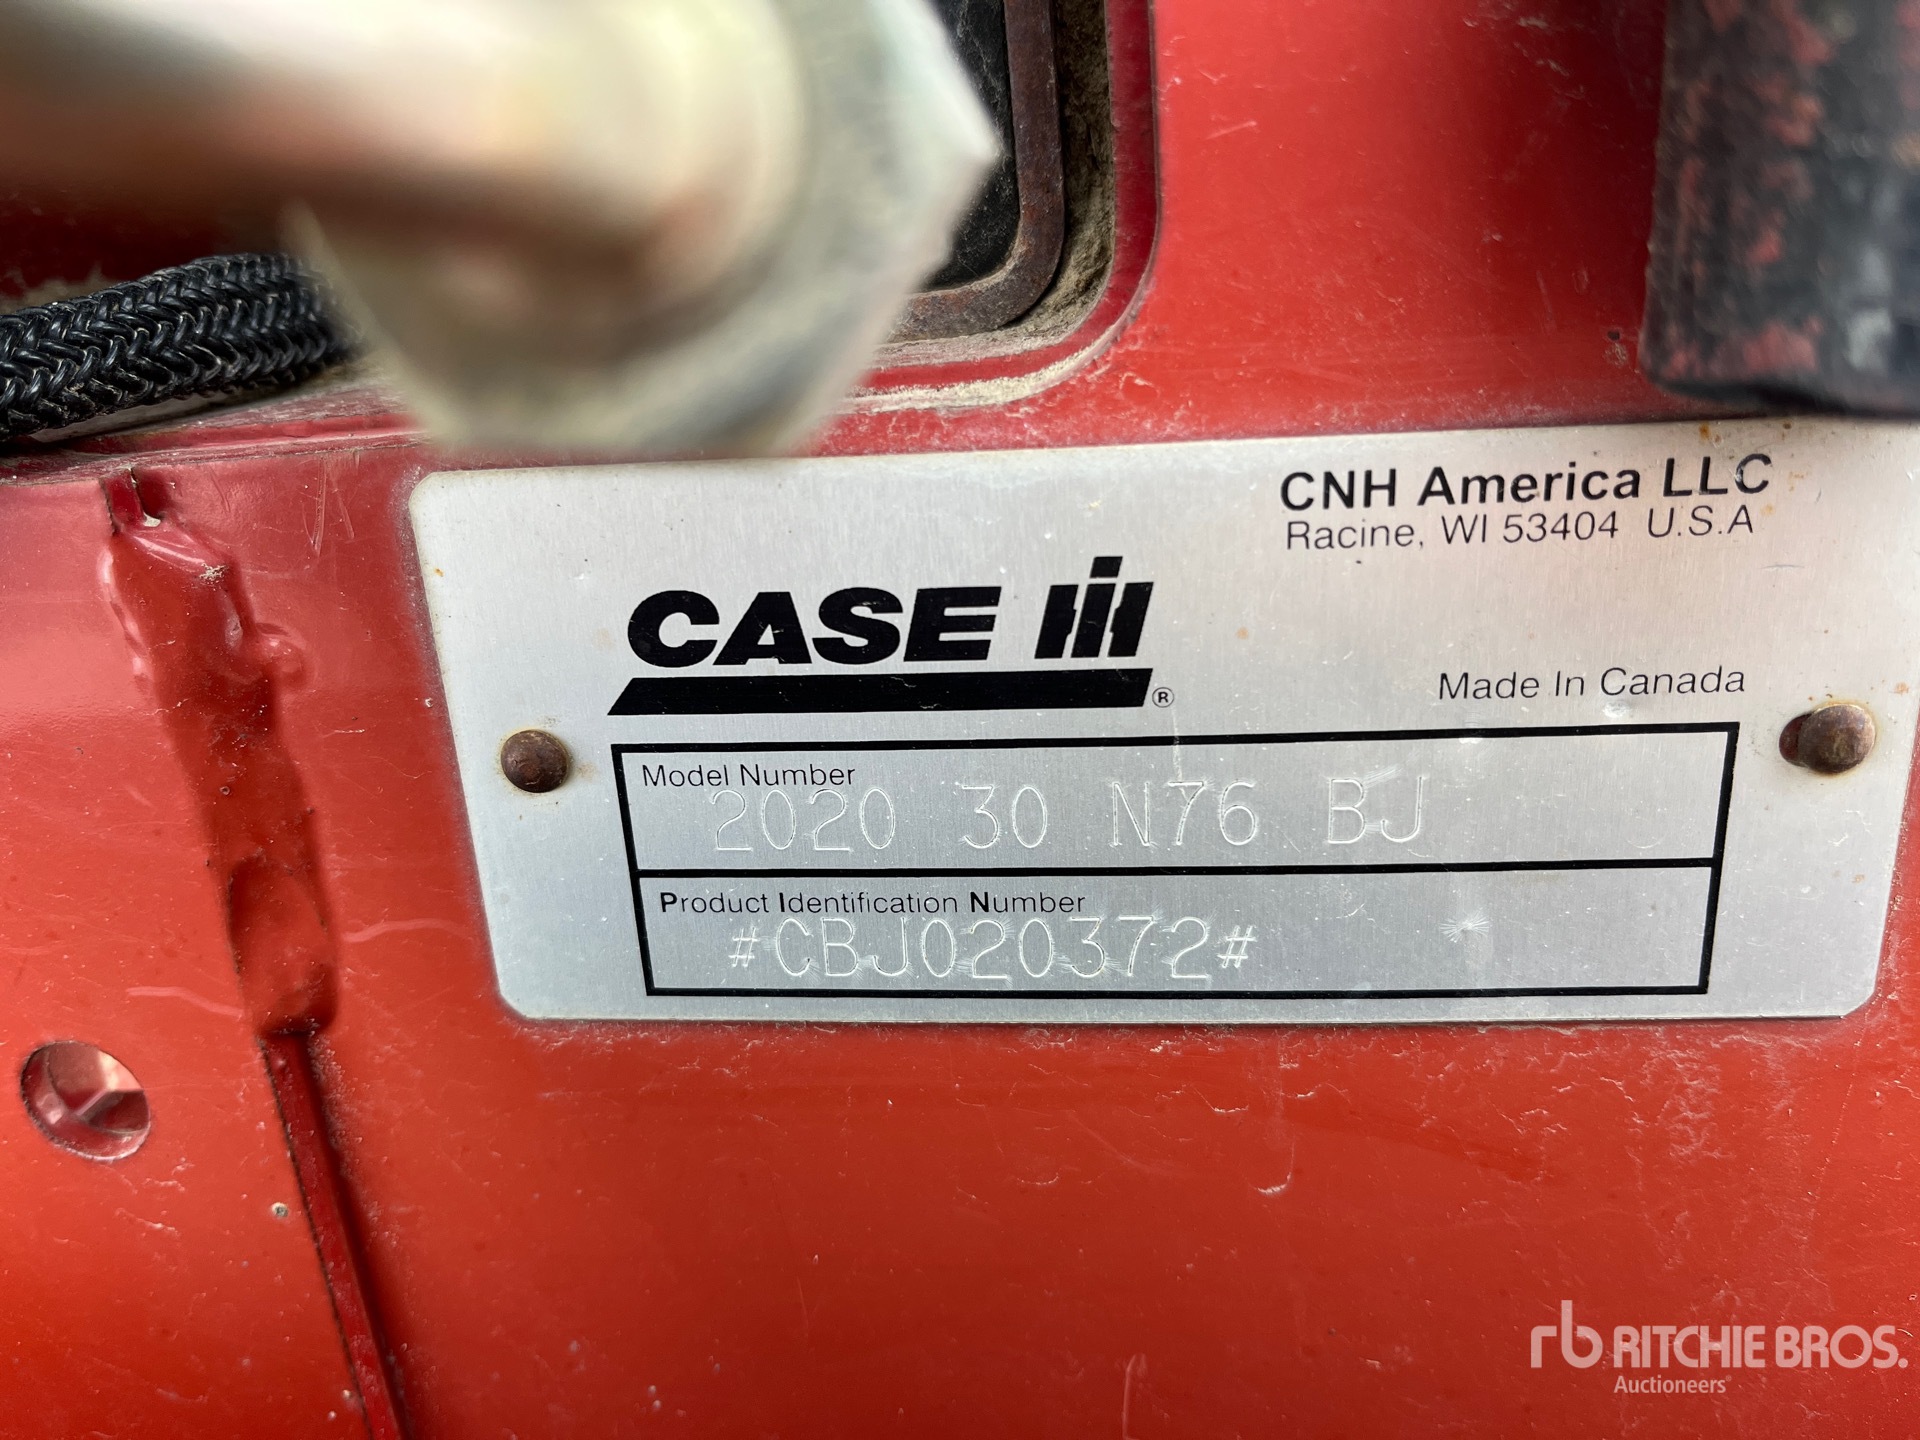 CNH America LLC
Racine, WI 53404 U.S.A
CASE IH®
Made In Canada
Model Number
2020 30 N76 BJ
Product Identification Number
#CBJ020372#
rb RITCHIE BROS.
Auctioneers